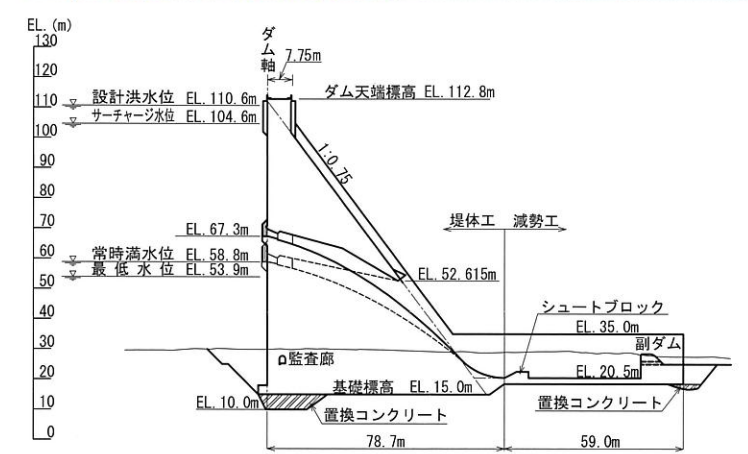 EL.(m)
130
120
110
100
90
80
70
60
50
40
30
20
10
0
ダム軸
7.75m
ダム天端標高 EL.112.8m
設計洪水位 EL.110.6m
サーチャージ水位 EL.104.6m
1:0.75
EL.67.3m
堤体工 減勢工
常時満水位 EL.58.8m
最低水位 EL.53.9m
EL.52.615m
シュートブロック
EL.35.0m
副ダム
監査廊
EL.20.5m
基礎標高 EL.15.0m
EL.10.0m
置換コンクリート
置換コンクリート
78.7m
59.0m